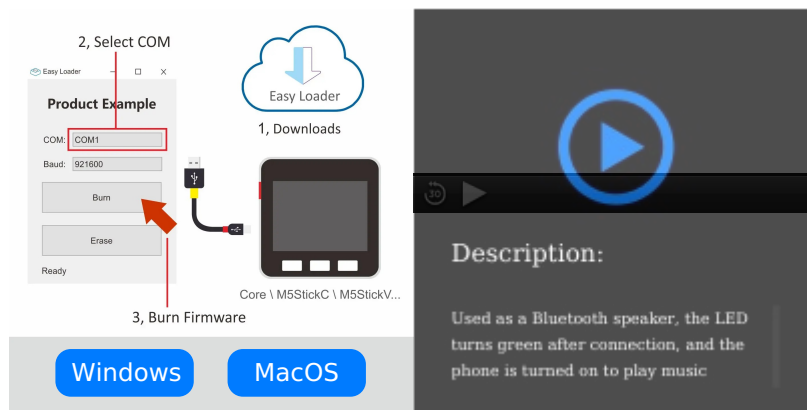 2, Select COM
Easy Loader
Product Example
COM: COM1
Baud: 921600
Burn
Erase
Ready
3, Burn Firmware
Easy Loader
1, Downloads
Core \ M5StickC \ M5StickV...
Windows
MacOS
30
Description:
Used as a Bluetooth speaker, the LED
turns green after connection, and the
phone is turned on to play music